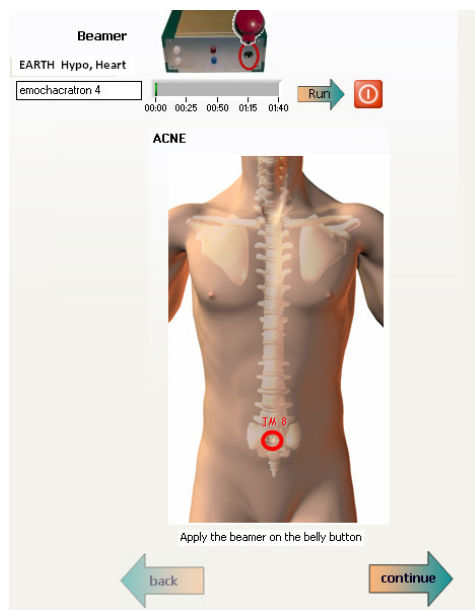 Beamer
EARTH Hypo, Heart
emochacratron 4
00:00 00:25 00:50 01:15 01:40
Run
ACNE
JM 8
Apply the beamer on the belly button
back
continue